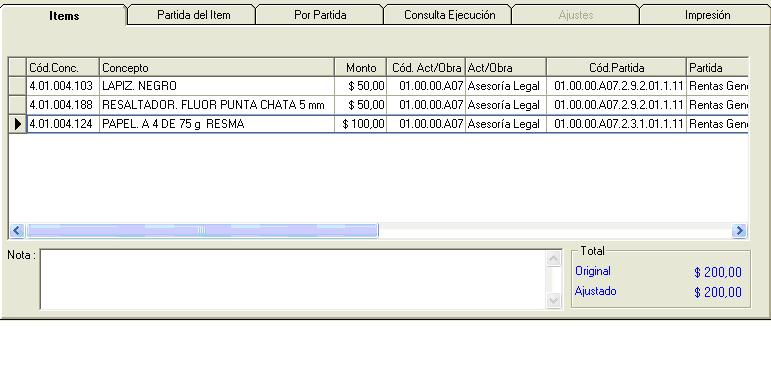 Items Partida del Item Por Partida Consulta Ejecución Ajustes Impresión
Cód.Conc. Concepto Monto Cód. Act/Obra Act/Obra Cód.Partida Partida
4.01.004.103 LAPIZ. NEGRO $ 50,00 01.00.00.A07 Asesoría Legal 01.00.00.A07.2.9.2.01.1.11 Rentas Gen
4.01.004.188 RESALTADOR. FLUOR PUNTA CHATA 5 mm $ 50,00 01.00.00.A07 Asesoría Legal 01.00.00.A07.2.9.2.01.1.11 Rentas Gen
4.01.004.124 PAPEL. A 4 DE 75 g RESMA $ 100,00 01.00.00.A07 Asesoría Legal 01.00.00.A07.2.3.1.01.1.11 Rentas Gen
Nota :
Total
Original $ 200,00
Ajustado $ 200,00